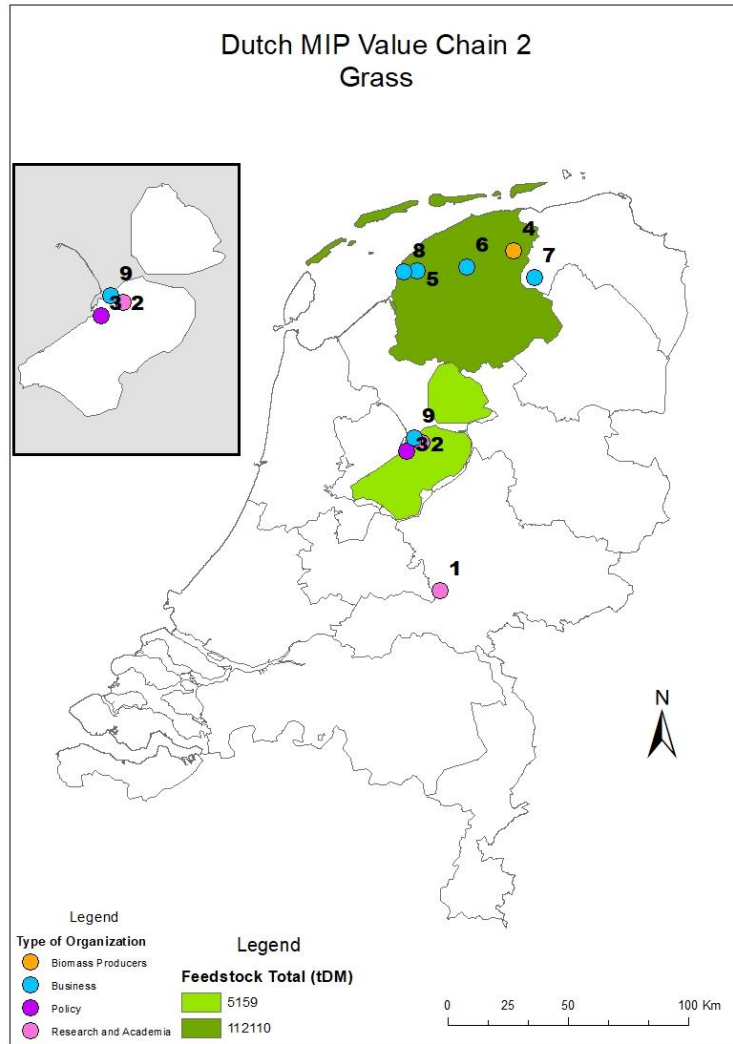 Dutch MIP Value Chain 2
Grass
9
3 2
4
6
8
7
5
9
3 2
1
N
Legend
Type of Organization
Biomass Producers
Business
Policy
Research and Academia
Legend
Feedstock Total (tDM)
5159
112110
0 25 50 100 Km